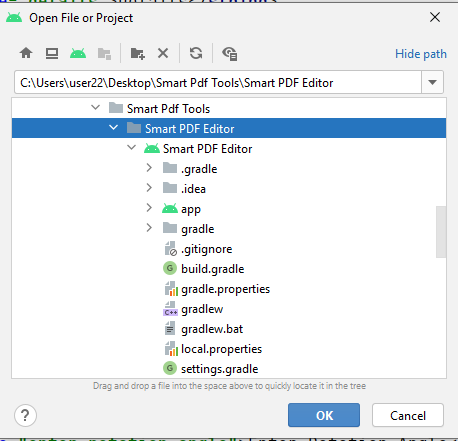 Open File or Project
Hide path
C:\Users\user22\Desktop\Smart Pdf Tools\Smart PDF Editor
Smart Pdf Tools
Smart PDF Editor
Smart PDF Editor
.gradle
.idea
app
gradle
.gitignore
G build.gradle
gradle.properties
C++ gradlew
gradlew.bat
local.properties
G settings.gradle
Drag and drop a file into the space above to quickly locate it in the tree
? OK Cancel